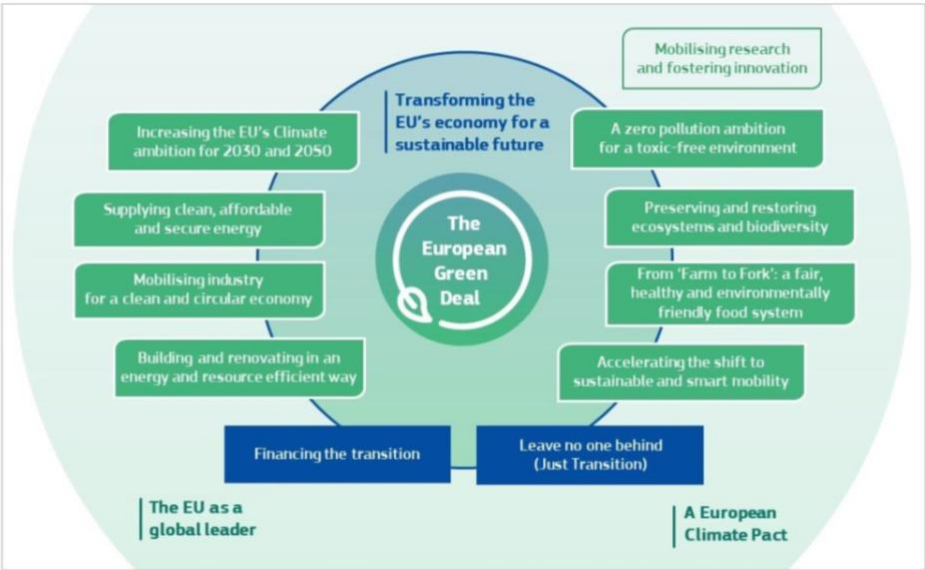 Mobilising research
and fostering innovation
Transforming the
EU's economy for a
sustainable future
Increasing the EU's Climate
ambition for 2030 and 2050
A zero pollution ambition
for a toxic-free environment
Supplying clean, affordable
and secure energy
Preserving and restoring
ecosystems and biodiversity
The
European
Green
Deal
Mobilising industry
for a clean and circular economy
From 'Farm to Fork': a fair,
healthy and environmentally
friendly food system
Building and renovating in an
energy and resource efficient way
Accelerating the shift to
sustainable and smart mobility
Financing the transition
Leave no one behind
(Just Transition)
The EU as a
global leader
A European
Climate Pact